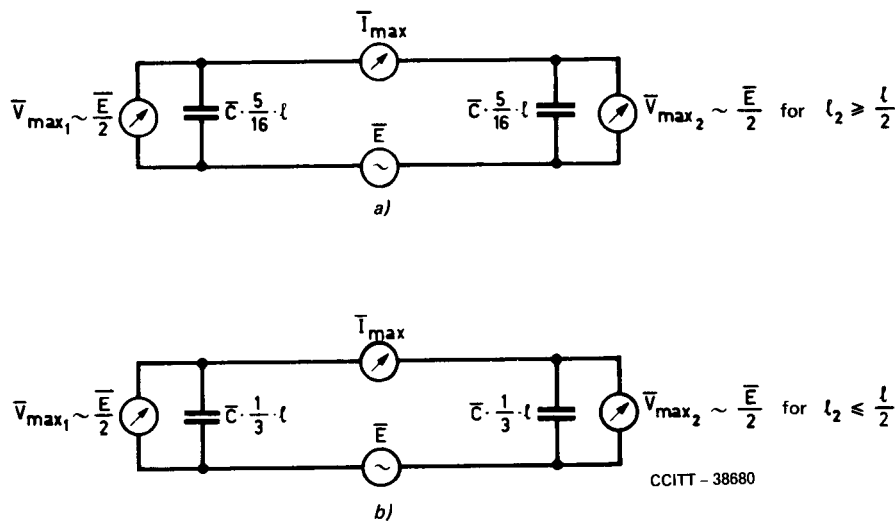 I̅max
V̅max₁ ~ E̅/2
C̅ · 5/16 · ℓ
C̅ · 5/16 · ℓ
V̅max₂ ~ E̅/2 for ℓ₂ ⩾ ℓ/2
E̅
~
a)
I̅max
V̅max₁ ~ E̅/2
C̅ · 1/3 · ℓ
C̅ · 1/3 · ℓ
V̅max₂ ~ E̅/2 for ℓ₂ ⩽ ℓ/2
E̅
~
CCITT – 38680
b)